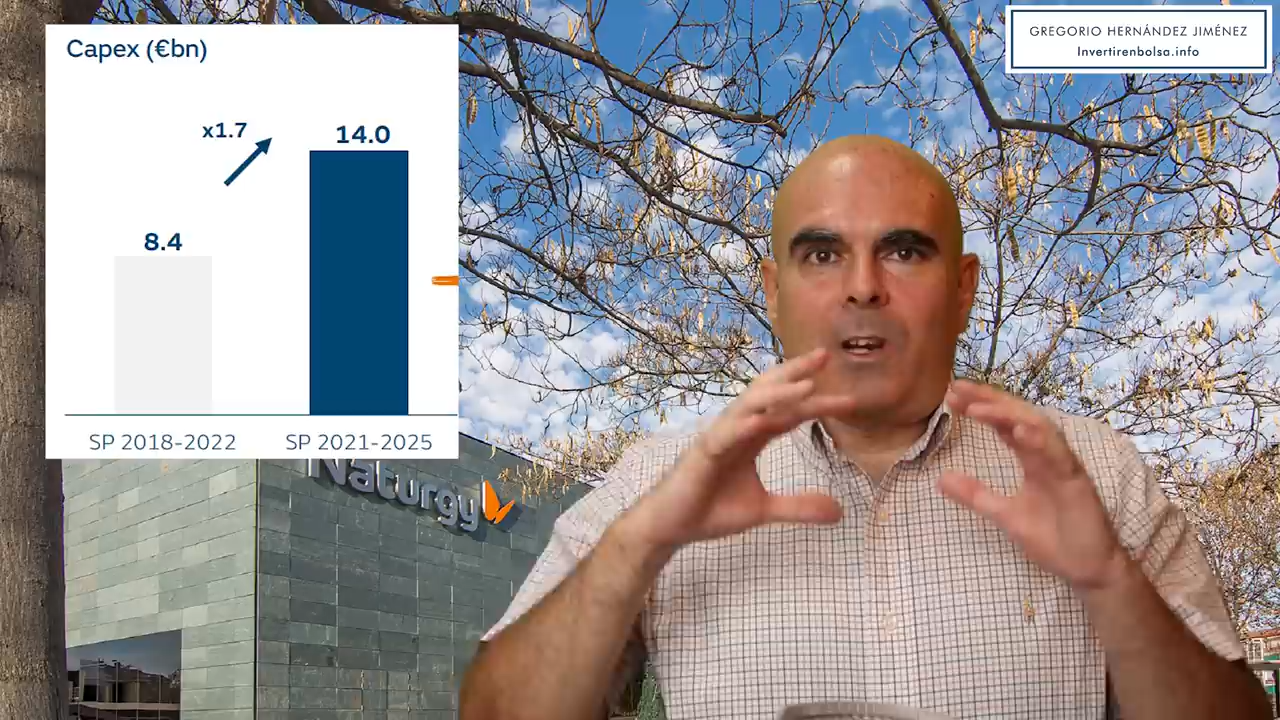 Capex (€bn)
x1.7
14.0
8.4
SP 2018-2022
SP 2021-2025
Naturgy
GREGORIO HERNÁNDEZ JIMÉNEZ
Invertirenbolsa.info